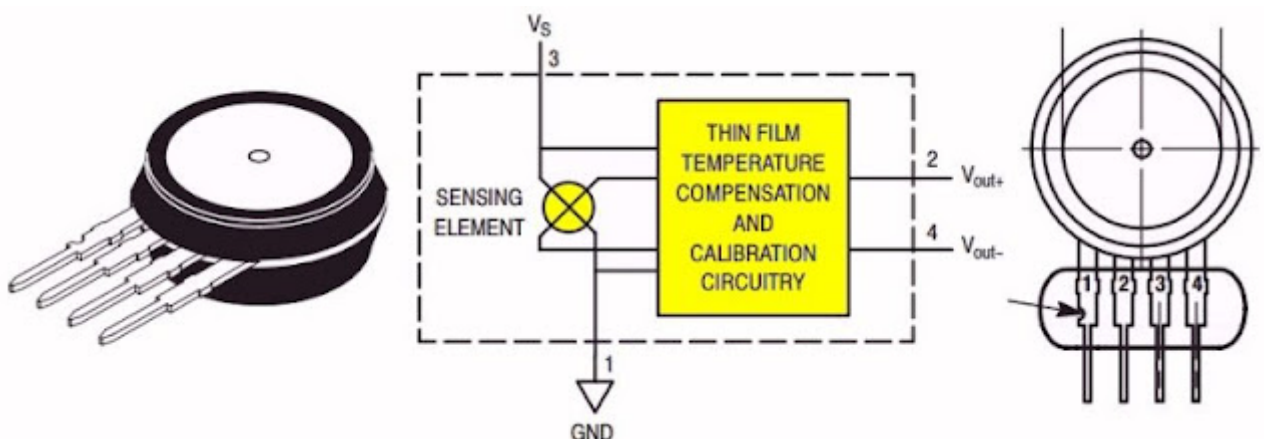 VS
3
SENSING
ELEMENT
THIN FILM
TEMPERATURE
COMPENSATION
AND
CALIBRATION
CIRCUITRY
2
Vout+
4
Vout–
1
GND
1 2 3 4